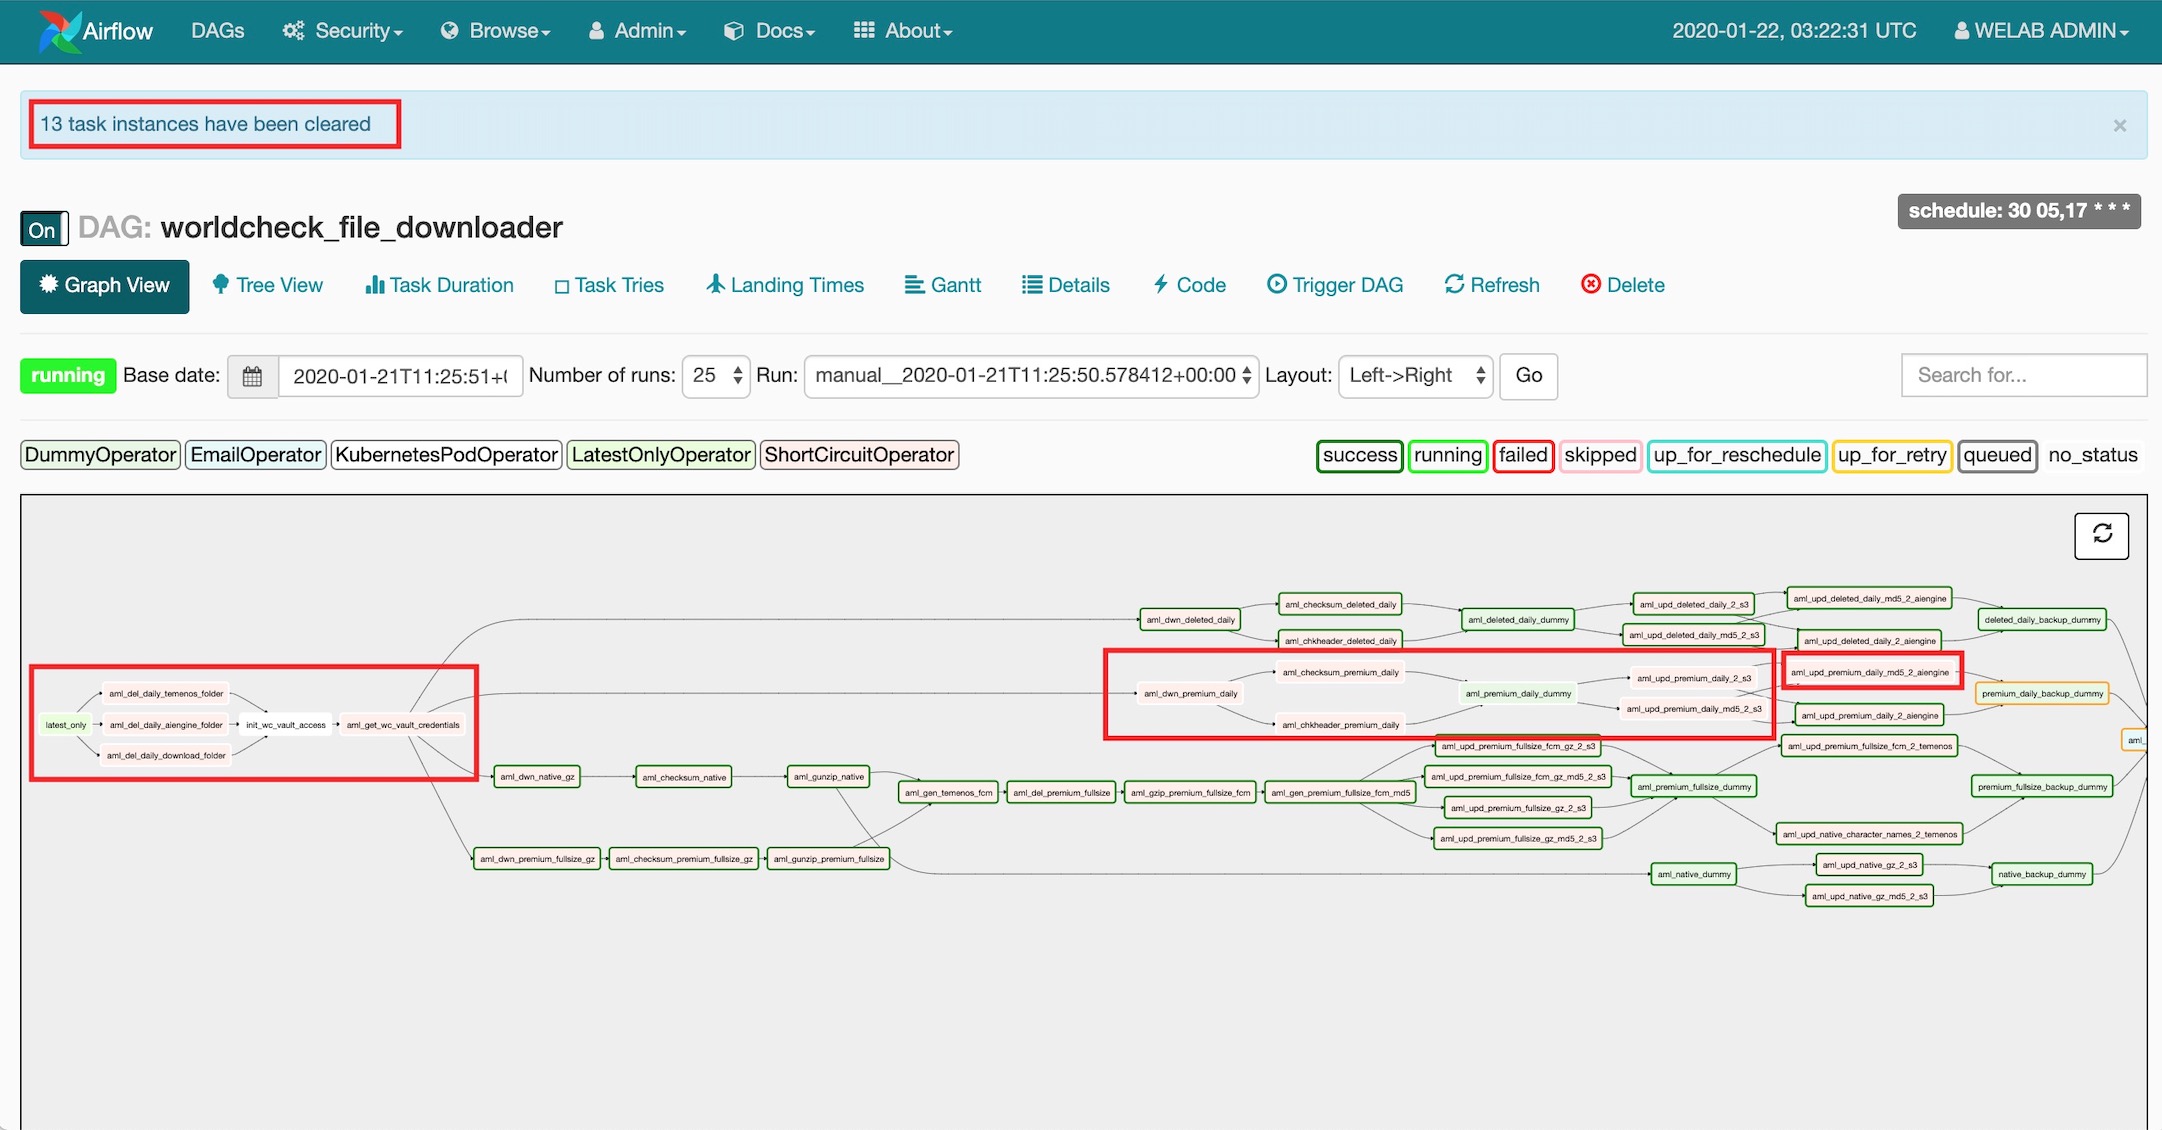 Airflow DAGs Security Browse Admin Docs About 2020-01-22, 03:22:31 UTC WELAB ADMIN
13 task instances have been cleared ×
On DAG: worldcheck_file_downloader schedule: 30 05,17 * * *
Graph View Tree View Task Duration Task Tries Landing Times Gantt Details Code Trigger DAG Refresh Delete
running Base date: 2020-01-21T11:25:51+( Number of runs: 25 Run: manual__2020-01-21T11:25:50.578412+00:00 Layout: Left->Right Go Search for...
DummyOperator EmailOperator KubernetesPodOperator LatestOnlyOperator ShortCircuitOperator success running failed skipped up_for_reschedule up_for_retry queued no_status
latest_only
aml_del_daily_temenos_folder
aml_del_daily_aiengine_folder
aml_del_daily_download_folder
init_wc_vault_access
aml_get_wc_vault_credentials
aml_dwn_deleted_daily
aml_checksum_deleted_daily
aml_chkheader_deleted_daily
aml_deleted_daily_dummy
aml_upd_deleted_daily_2_s3
aml_upd_deleted_daily_md5_2_s3
aml_upd_deleted_daily_md5_2_aiengine
aml_upd_deleted_daily_2_aiengine
deleted_daily_backup_dummy
aml_dwn_premium_daily
aml_checksum_premium_daily
aml_chkheader_premium_daily
aml_premium_daily_dummy
aml_upd_premium_daily_2_s3
aml_upd_premium_daily_md5_2_s3
aml_upd_premium_daily_md5_2_aiengine
aml_upd_premium_daily_2_aiengine
premium_daily_backup_dummy
aml_
aml_dwn_native_gz
aml_checksum_native
aml_gunzip_native
aml_gen_temenos_fcm
aml_del_premium_fullsize
aml_gzip_premium_fullsize_fcm
aml_gen_premium_fullsize_fcm_md5
aml_upd_premium_fullsize_fcm_gz_2_s3
aml_upd_premium_fullsize_fcm_gz_md5_2_s3
aml_upd_premium_fullsize_gz_2_s3
aml_upd_premium_fullsize_gz_md5_2_s3
aml_premium_fullsize_dummy
aml_upd_premium_fullsize_fcm_2_temenos
aml_upd_native_character_names_2_temenos
premium_fullsize_backup_dummy
aml_dwn_premium_fullsize_gz
aml_checksum_premium_fullsize_gz
aml_gunzip_premium_fullsize
aml_native_dummy
aml_upd_native_gz_2_s3
aml_upd_native_gz_md5_2_s3
native_backup_dummy